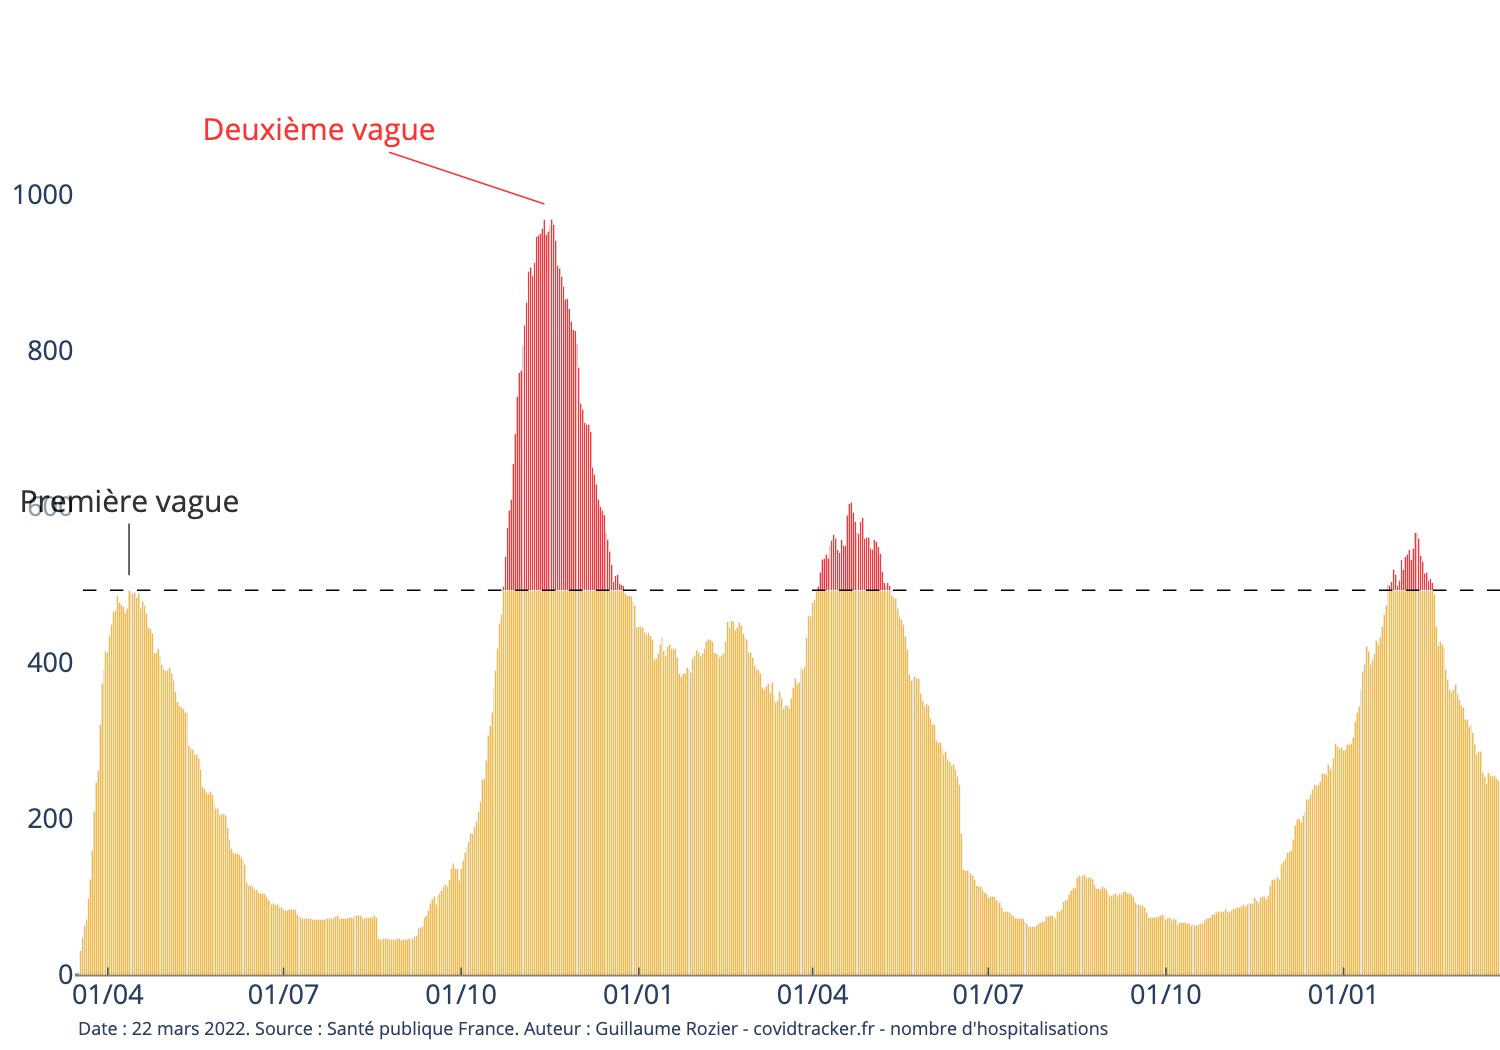 Deuxième vague
1000
800
Première vague
600
400
200
0
01/04 01/07 01/10 01/01 01/04 01/07 01/10 01/01
Date : 22 mars 2022. Source : Santé publique France. Auteur : Guillaume Rozier - covidtracker.fr - nombre d'hospitalisations